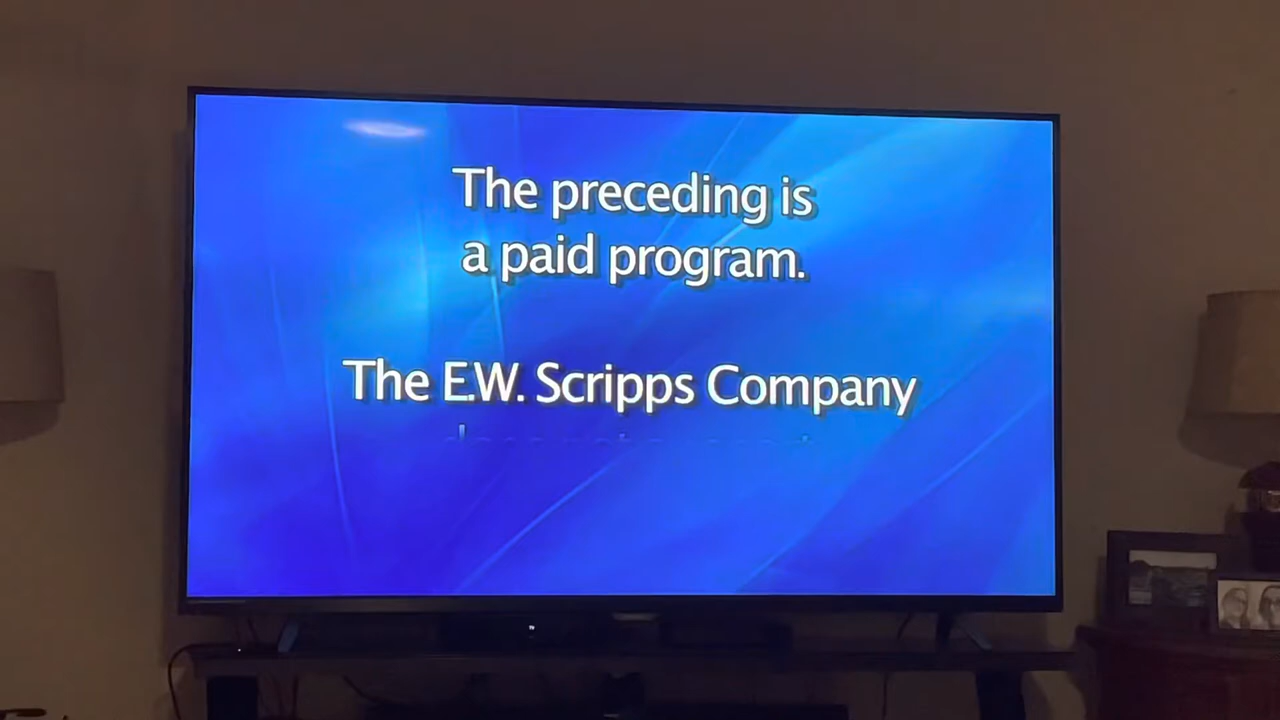 The preceding is
a paid program.
The E.W. Scripps Company